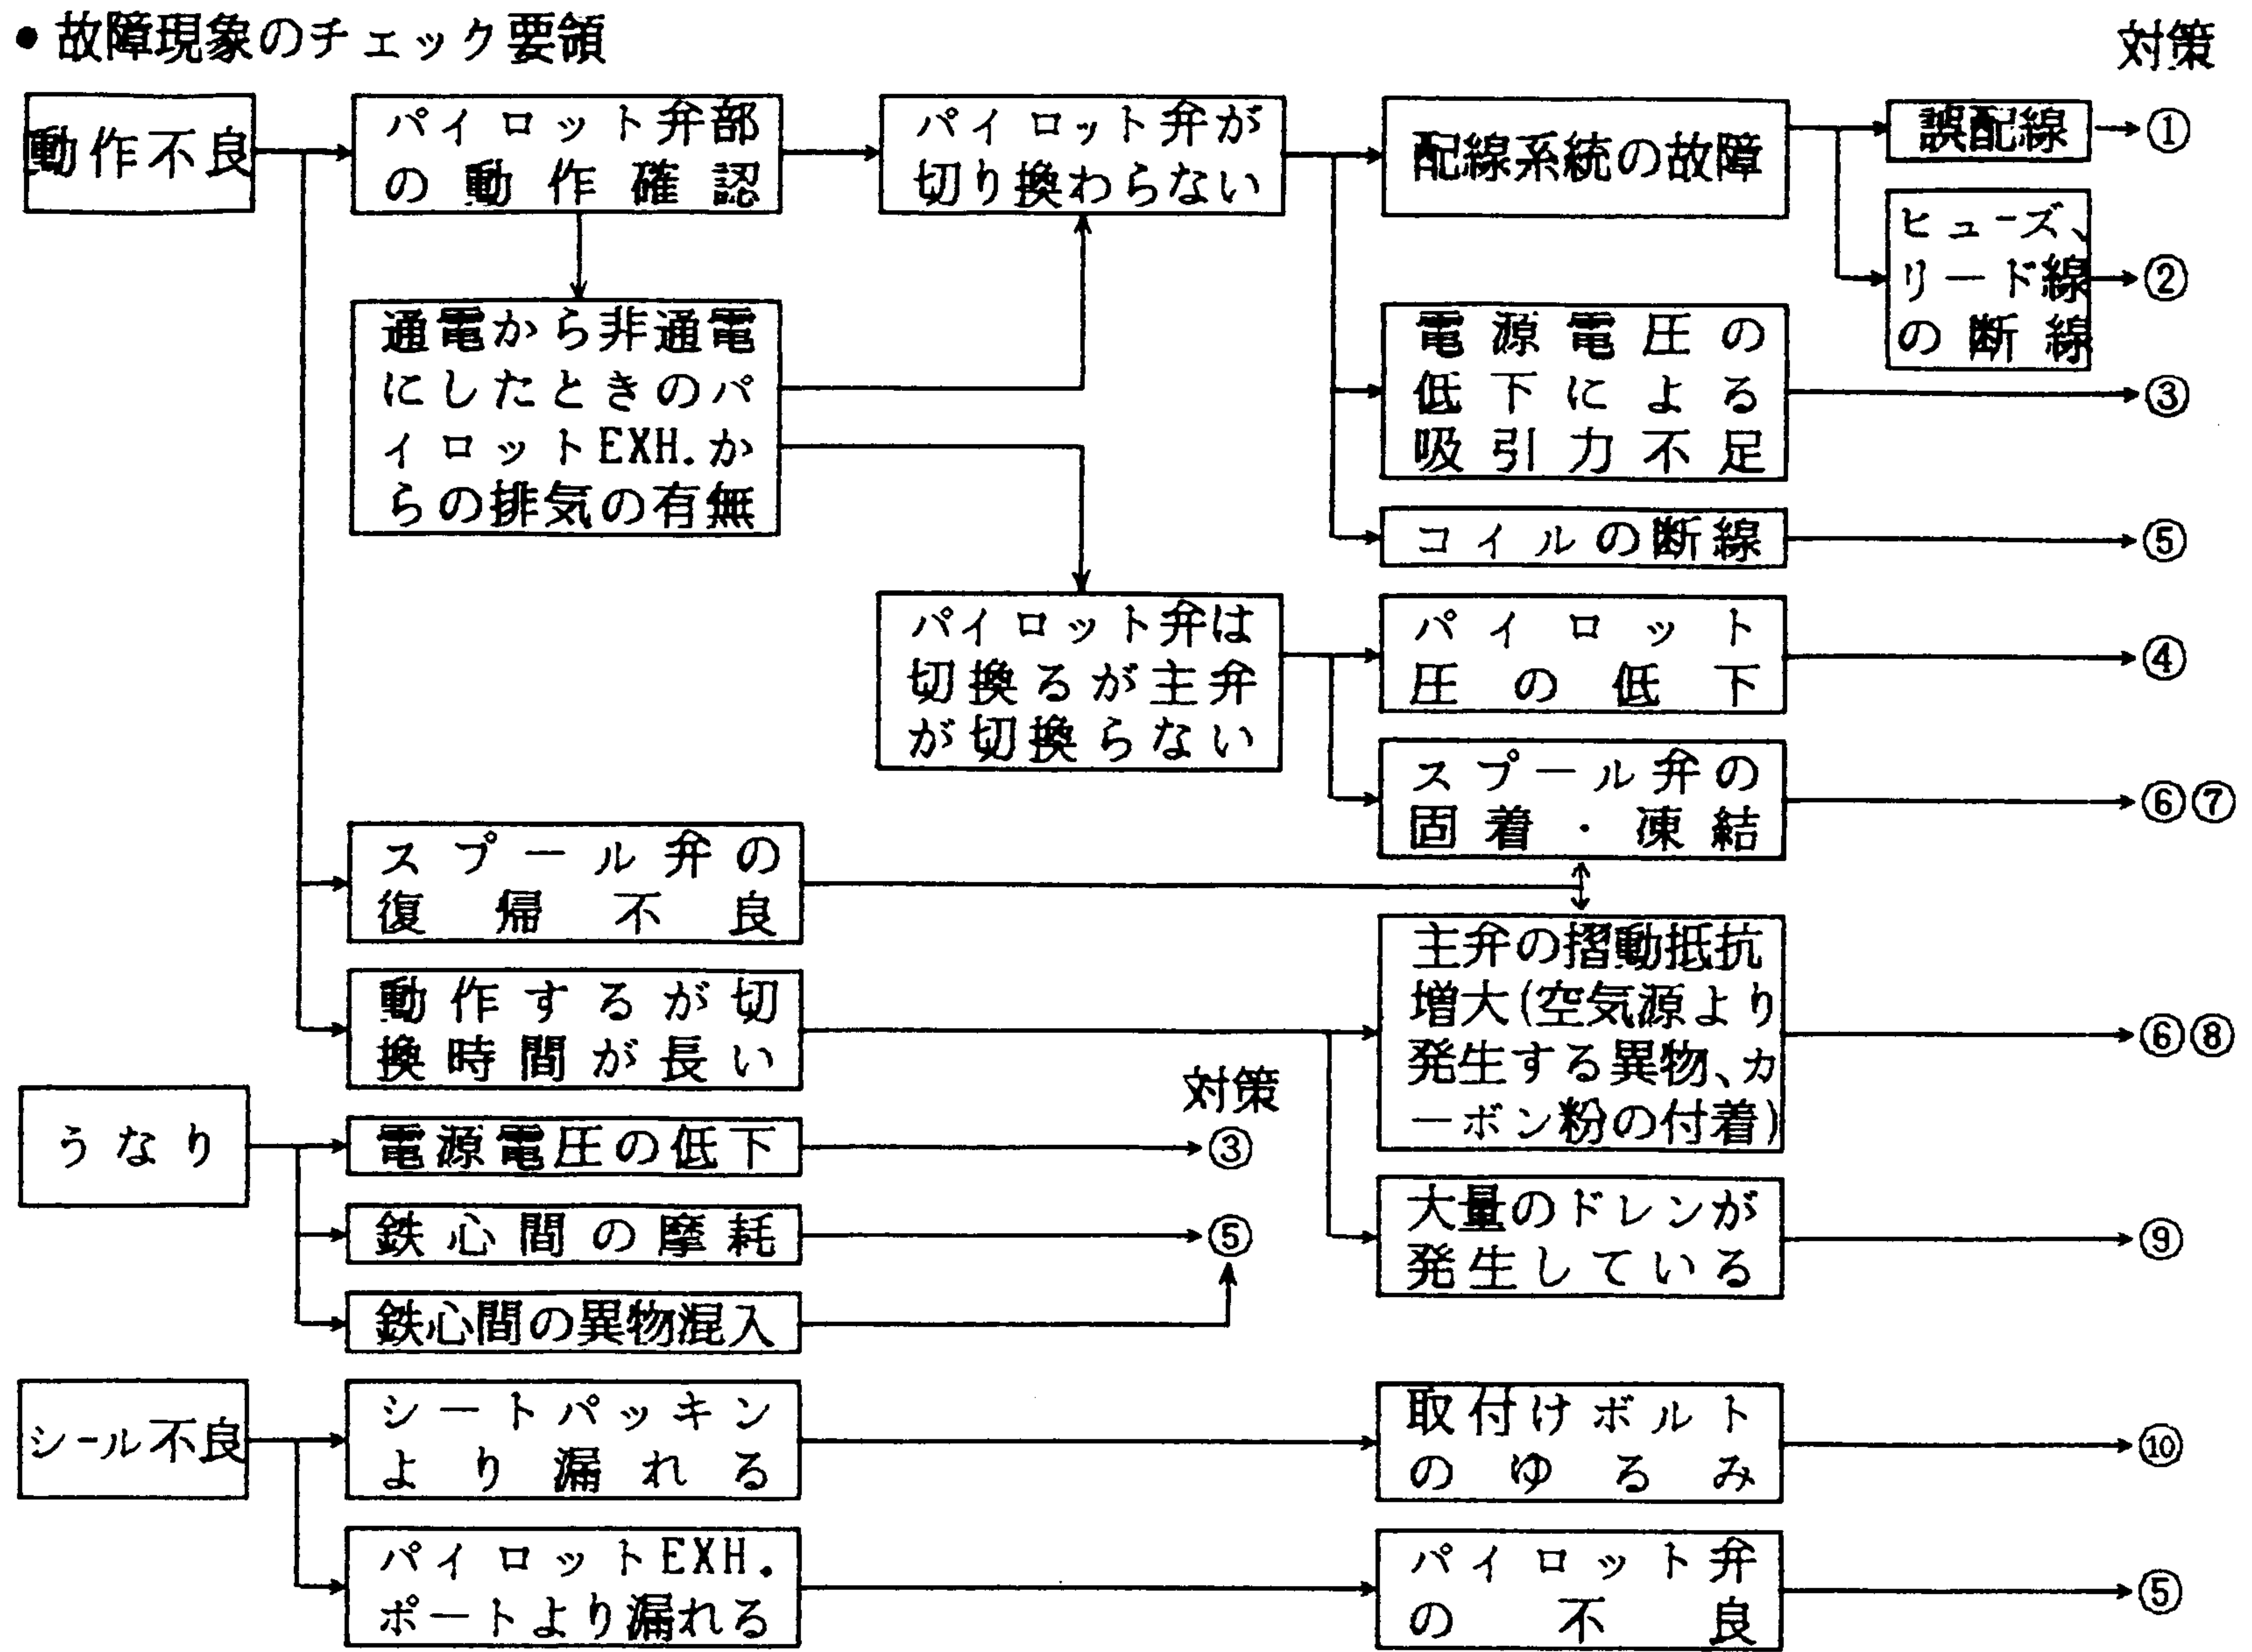 • 故障現象のチェック要領
対策
動作不良
パイロット弁部
の動作確認
パイロット弁が
切り換わらない
配線系統の故障
誤配線
①
ヒューズ、
リード線
の断線
②
通電から非通電
にしたときのパ
イロットEXH.か
らの排気の有無
電源電圧の
低下による
吸引力不足
③
コイルの断線
⑤
パイロット弁は
切換るが主弁
が切換らない
パイロット
圧の低下
④
スプール弁の
固着・凍結
⑥⑦
スプール弁の
復帰不良
動作するが切
換時間が長い
主弁の摺動抵抗
増大(空気源より
発生する異物、カ
ーボン粉の付着)
⑥⑧
大量のドレンが
発生している
⑨
うなり
対策
電源電圧の低下
③
鉄心間の摩耗
⑤
鉄心間の異物混入
シール不良
シートパッキン
より漏れる
取付けボルト
のゆるみ
⑩
パイロットEXH.
ポートより漏れる
パイロット弁
の不良
⑤